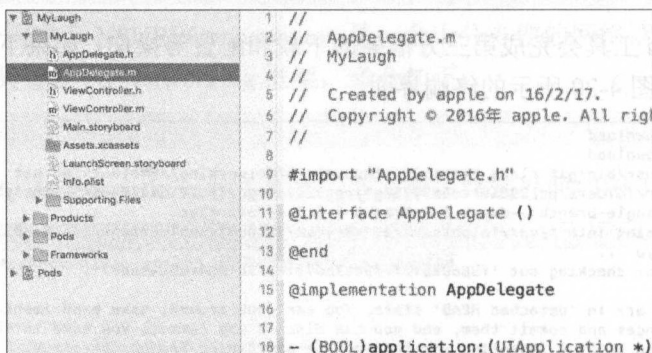 MyLaugh
MyLaugh
h AppDelegate.h
m AppDelegate.m
h ViewController.h
m ViewController.m
Main.storyboard
Assets.xcassets
LaunchScreen.storyboard
Info.plist
Supporting Files
Products
Pods
Frameworks
Pods
1 //
2 // AppDelegate.m
3 // MyLaugh
4 //
5 // Created by apple on 16/2/17.
6 // Copyright © 2016年 apple. All righ
7 //
8
9 #import "AppDelegate.h"
10
11 @interface AppDelegate ()
12
13 @end
14
15 @implementation AppDelegate
16
17
18 - (BOOL)application:(UIApplication *)